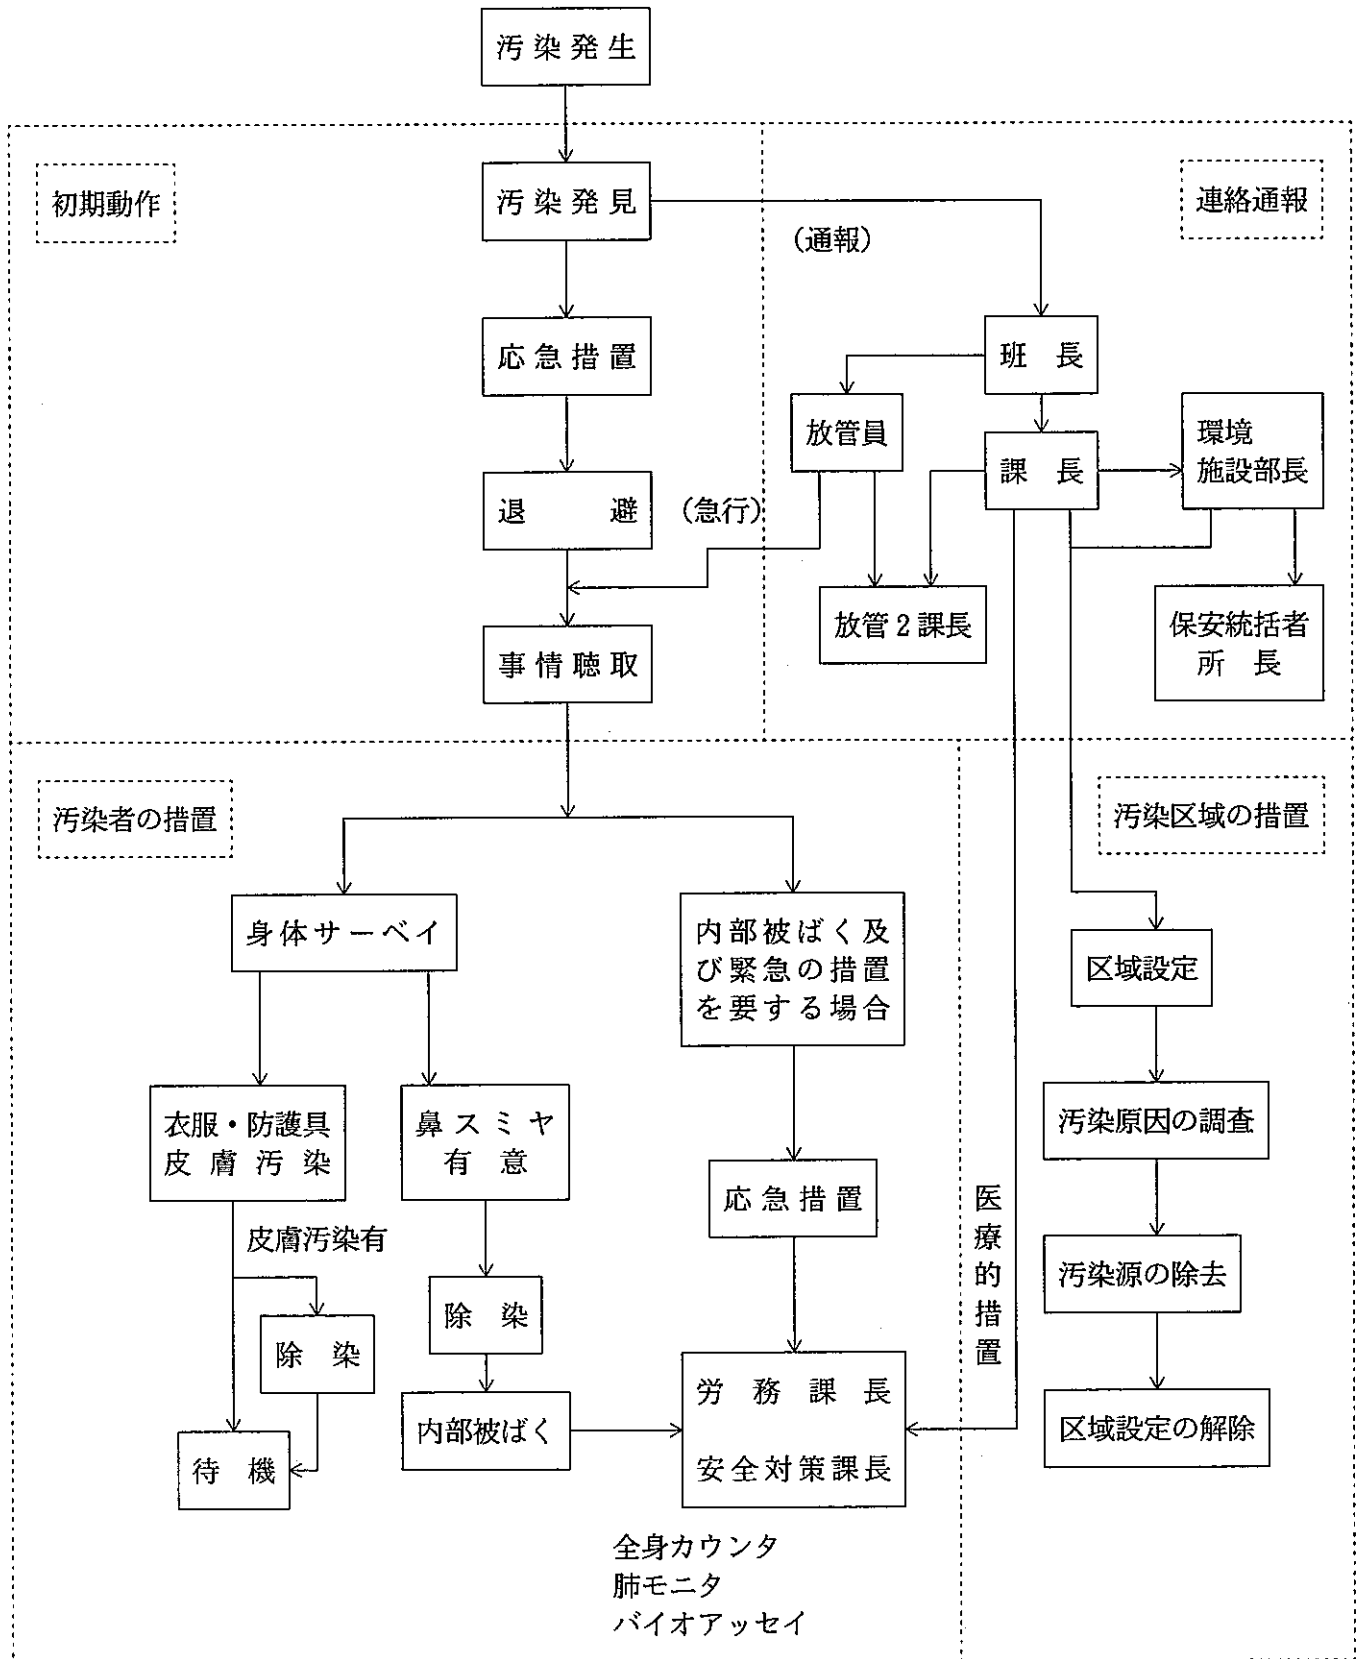 汚染発生
初期動作
汚染発見
連絡通報
(通報)
応急措置
班長
放管員
課長
環境
施設部長
退避
(急行)
放管2課長
保安統括者
所長
事情聴取
汚染者の措置
汚染区域の措置
身体サーベイ
内部被ばく及
び緊急の措置
を要する場合
区域設定
衣服・防護具
皮膚汚染
鼻スミヤ
有意
汚染原因の調査
応急措置
医療的措置
皮膚汚染有
汚染源の除去
除染
除染
労務課長
安全対策課長
内部被ばく
区域設定の解除
待機
全身カウンタ
肺モニタ
バイオアッセイ